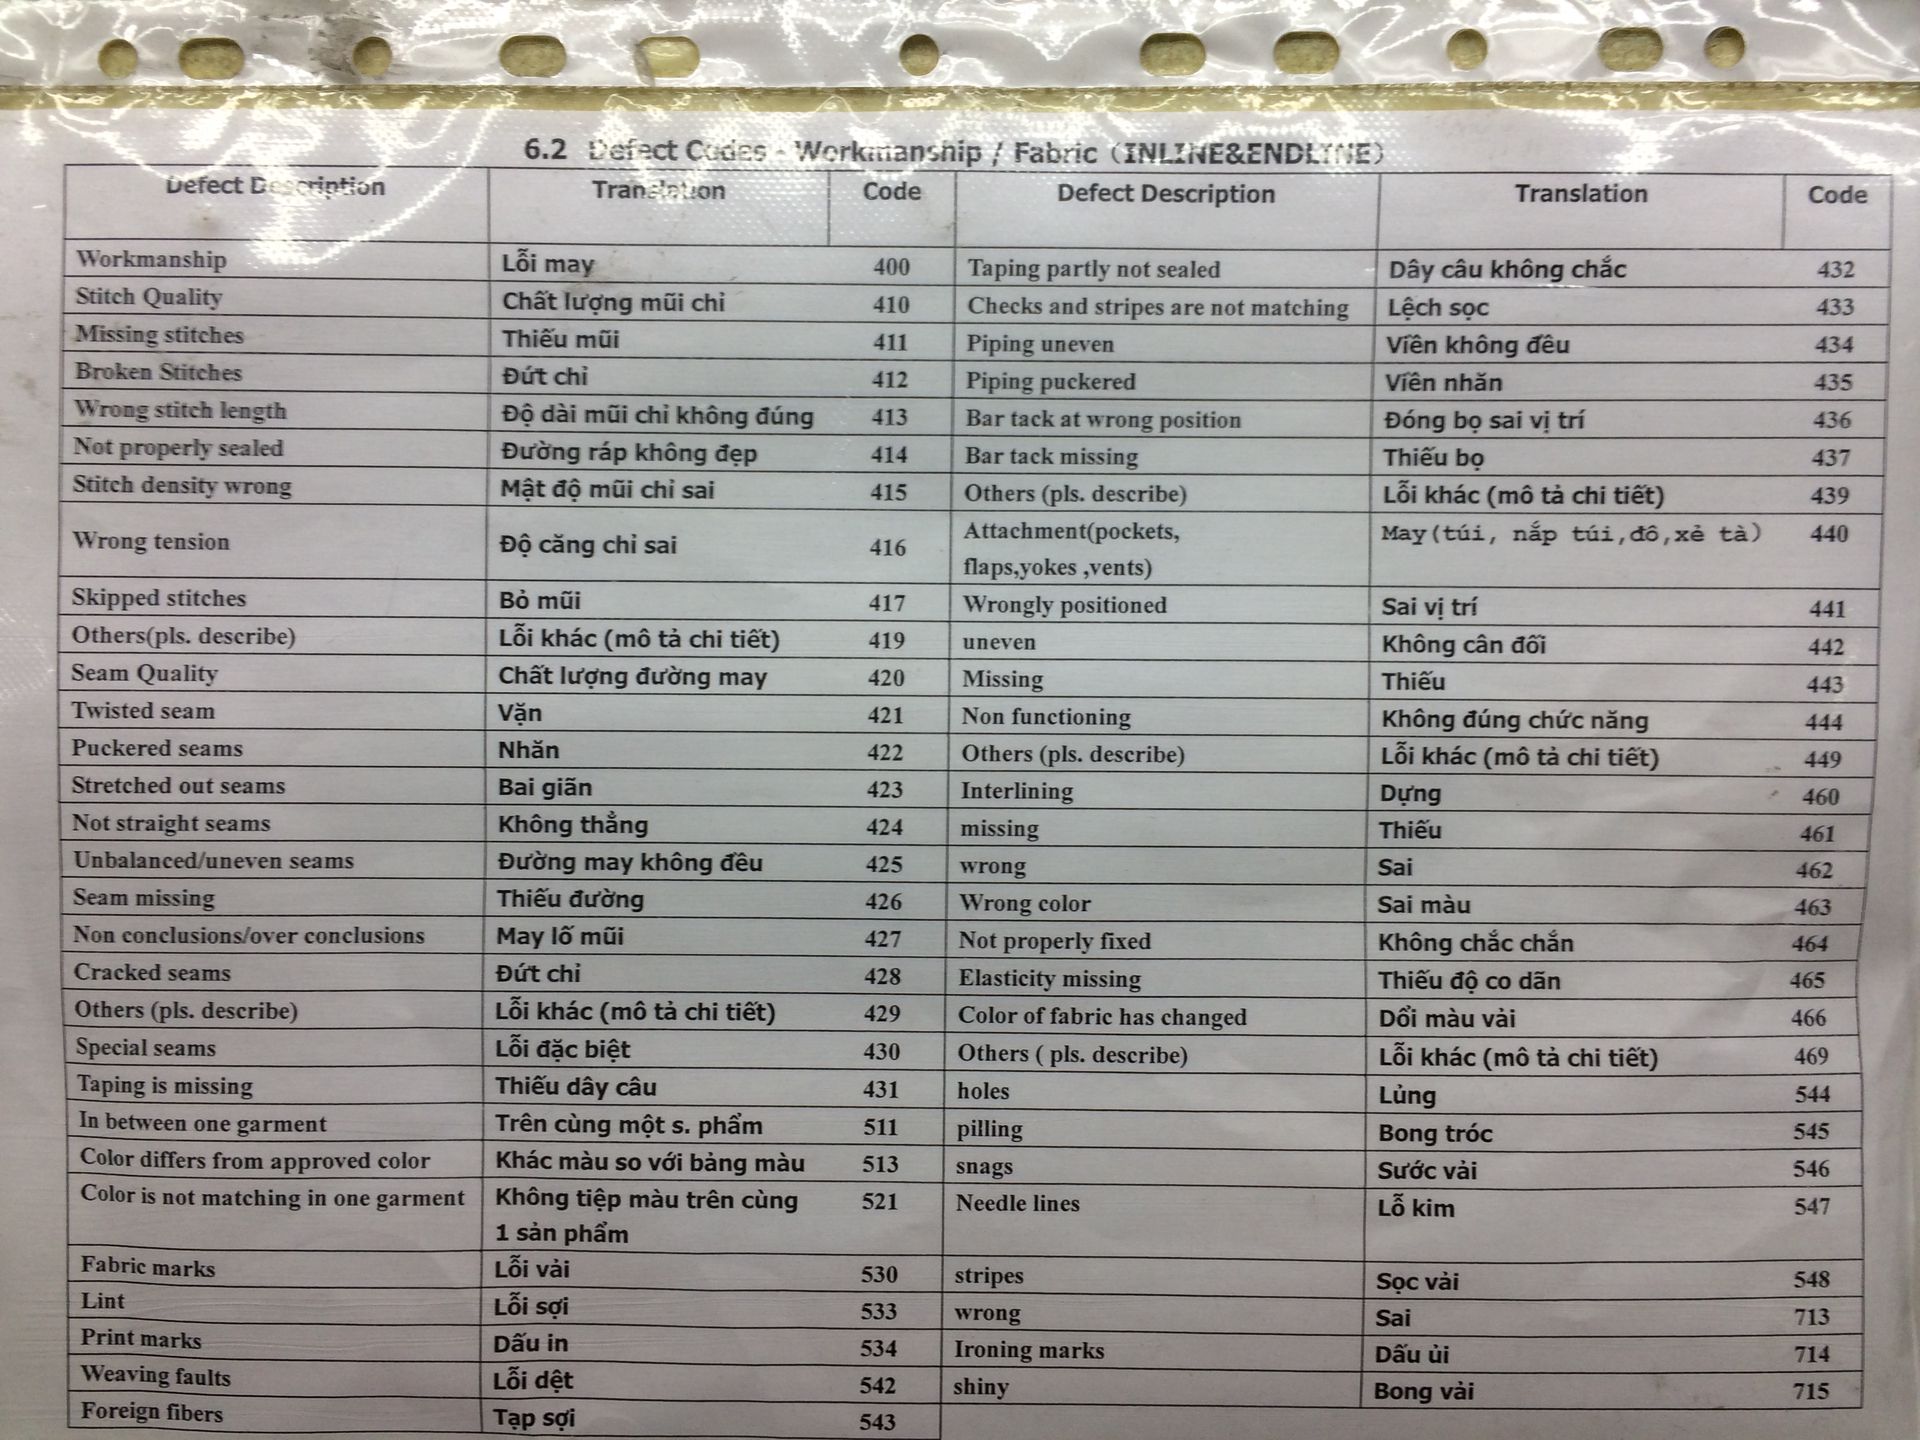 6.2 Defect Codes - Workmanship / Fabric (INLINE&ENDLINE)
Defect Description Translation Code Defect Description Translation Code
Workmanship Lỗi may 400 Taping partly not sealed Dây câu không chắc 432
Stitch Quality Chất lượng mũi chỉ 410 Checks and stripes are not matching Lệch sọc 433
Missing stitches Thiếu mũi 411 Piping uneven Viền không đều 434
Broken Stitches Đứt chỉ 412 Piping puckered Viền nhăn 435
Wrong stitch length Độ dài mũi chỉ không đúng 413 Bar tack at wrong position Đóng bọ sai vị trí 436
Not properly sealed Đường ráp không đẹp 414 Bar tack missing Thiếu bọ 437
Stitch density wrong Mật độ mũi chỉ sai 415 Others (pls. describe) Lỗi khác (mô tả chi tiết) 439
Wrong tension Độ căng chỉ sai 416 Attachment(pockets, May(túi, nắp túi,đô,xẻ tà) 440
flaps,yokes ,vents)
Skipped stitches Bỏ mũi 417 Wrongly positioned Sai vị trí 441
Others(pls. describe) Lỗi khác (mô tả chi tiết) 419 uneven Không cân đối 442
Seam Quality Chất lượng đường may 420 Missing Thiếu 443
Twisted seam Vặn 421 Non functioning Không đúng chức năng 444
Puckered seams Nhăn 422 Others (pls. describe) Lỗi khác (mô tả chi tiết) 449
Stretched out seams Bai giãn 423 Interlining Dựng 460
Not straight seams Không thẳng 424 missing Thiếu 461
Unbalanced/uneven seams Đường may không đều 425 wrong Sai 462
Seam missing Thiếu đường 426 Wrong color Sai màu 463
Non conclusions/over conclusions May lố mũi 427 Not properly fixed Không chắc chắn 464
Cracked seams Đứt chỉ 428 Elasticity missing Thiếu độ co dãn 465
Others (pls. describe) Lỗi khác (mô tả chi tiết) 429 Color of fabric has changed Dổi màu vải 466
Special seams Lỗi đặc biệt 430 Others ( pls. describe) Lỗi khác (mô tả chi tiết) 469
Taping is missing Thiếu dây câu 431 holes Lủng 544
In between one garment Trên cùng một s. phẩm 511 pilling Bong tróc 545
Color differs from approved color Khác màu so với bảng màu 513 snags Sước vải 546
Color is not matching in one garment Không tiệp màu trên cùng 521 Needle lines Lỗ kim 547
1 sản phẩm
Fabric marks Lỗi vải 530 stripes Sọc vải 548
Lint Lỗi sợi 533 wrong Sai 713
Print marks Dấu in 534 Ironing marks Dấu ủi 714
Weaving faults Lỗi dệt 542 shiny Bong vải 715
Foreign fibers Tạp sợi 543